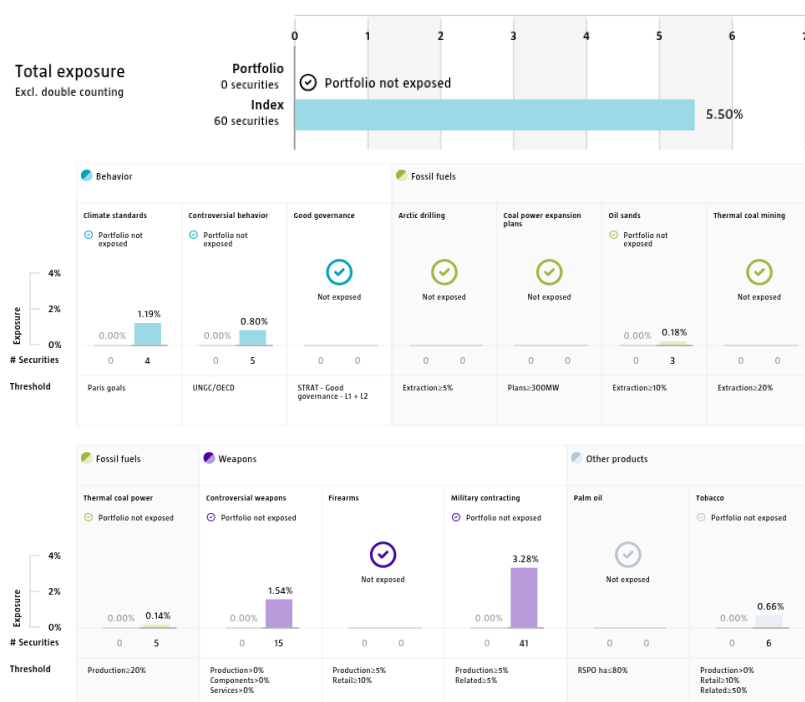 0 1 2 3 4 5 6 7
Total exposure
Excl. double counting
Portfolio
0 securities
Portfolio not exposed
Index
60 securities
5.50%
Behavior
Fossil fuels
Climate standards
Controversial behavior
Good governance
Arctic drilling
Coal power expansion
plans
Oil sands
Thermal coal mining
Portfolio not
exposed
Portfolio not
exposed
Portfolio not
exposed
Not exposed
Not exposed
Not exposed
Not exposed
Exposure
4%
2%
0%
0.00% 1.19%
0.00% 0.80%
0.00% 0.18%
# Securities 0 4 0 5 0 0 0 0 0 0 0 3 0 0
Threshold
Paris goals
UNGC/OECD
STRAT - Good
governance - L1 + L2
Extraction≥5%
Plans≥300MW
Extraction≥10%
Extraction≥20%
Fossil fuels
Weapons
Other products
Thermal coal power
Controversial weapons
Firearms
Military contracting
Palm oil
Tobacco
Portfolio not exposed
Portfolio not exposed
Portfolio not exposed
Portfolio not exposed
Not exposed
Not exposed
Exposure
4%
2%
0%
0.00% 0.14%
0.00% 1.54%
0.00% 3.28%
0.00% 0.66%
# Securities 0 5 0 15 0 0 0 41 0 0 0 6
Threshold
Production≥20%
Production>0%
Components>0%
Services>0%
Production≥5%
Retail≥10%
Production≥5%
Related≥5%
RSPO ha≤80%
Production>0%
Retail≥10%
Related≥50%